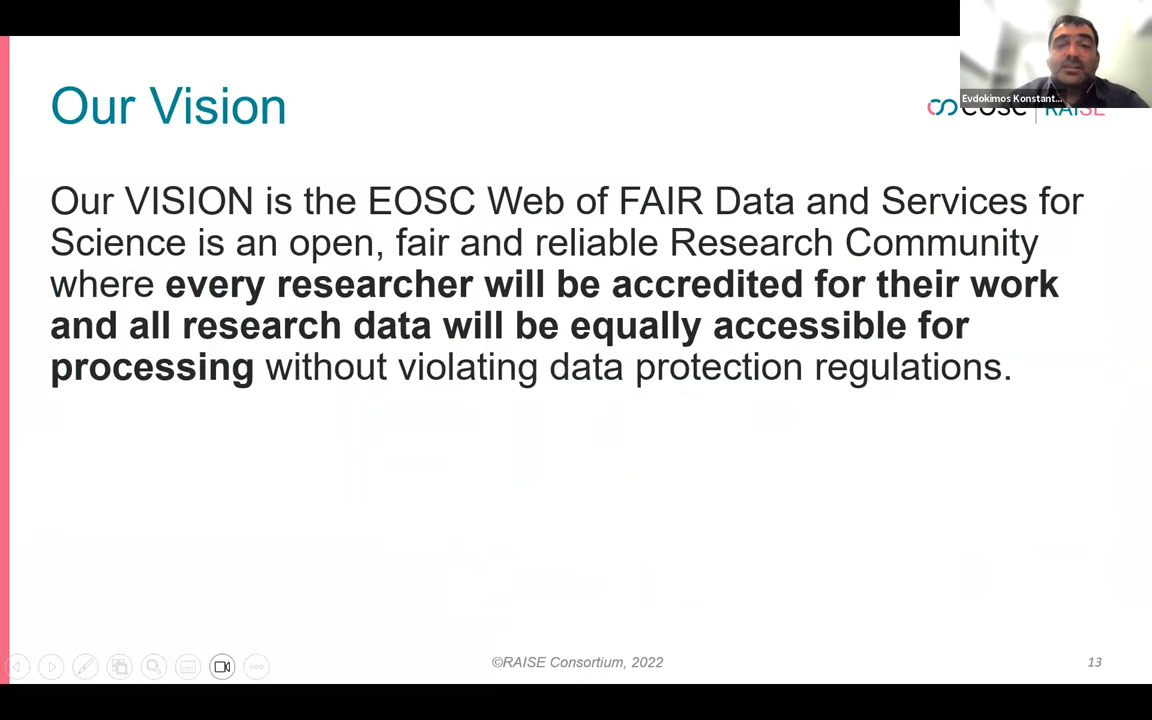 Our Vision
Evdokimos Konstant...
eosc | RAISE
Our VISION is the EOSC Web of FAIR Data and Services for
Science is an open, fair and reliable Research Community
where every researcher will be accredited for their work
and all research data will be equally accessible for
processing without violating data protection regulations.
©RAISE Consortium, 2022
13